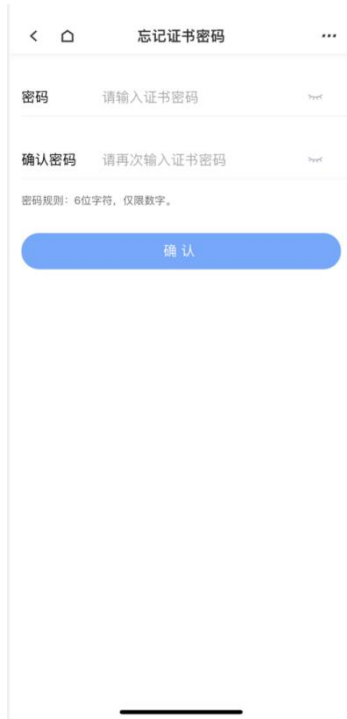 忘记证书密码
密码 请输入证书密码
确认密码 请再次输入证书密码
密码规则：6位字符，仅限数字。
确认